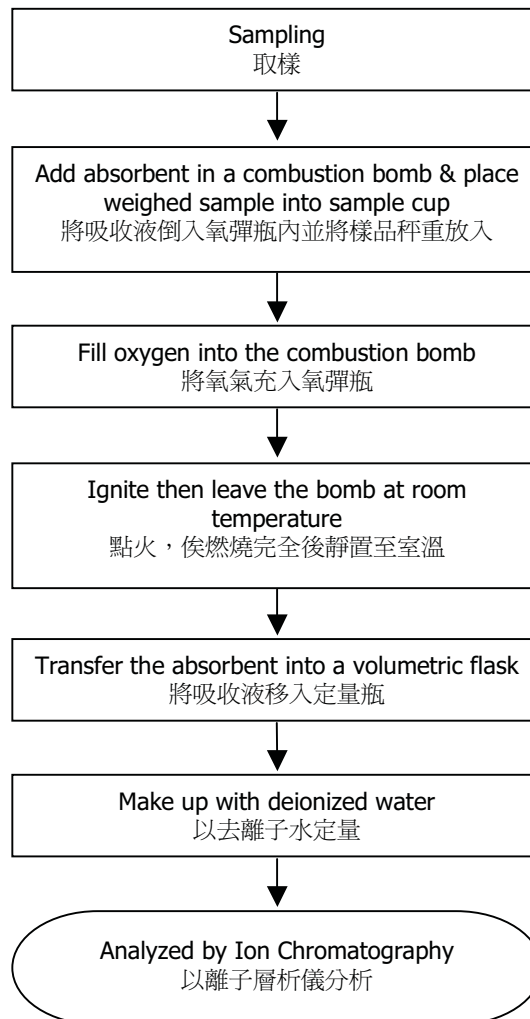 Sampling
取樣
Add absorbent in a combustion bomb & place
weighed sample into sample cup
將吸收液倒入氧彈瓶內並將樣品秤重放入
Fill oxygen into the combustion bomb
將氧氣充入氧彈瓶
Ignite then leave the bomb at room
temperature
點火，俟燃燒完全後靜置至室溫
Transfer the absorbent into a volumetric flask
將吸收液移入定量瓶
Make up with deionized water
以去離子水定量
Analyzed by Ion Chromatography
以離子層析儀分析